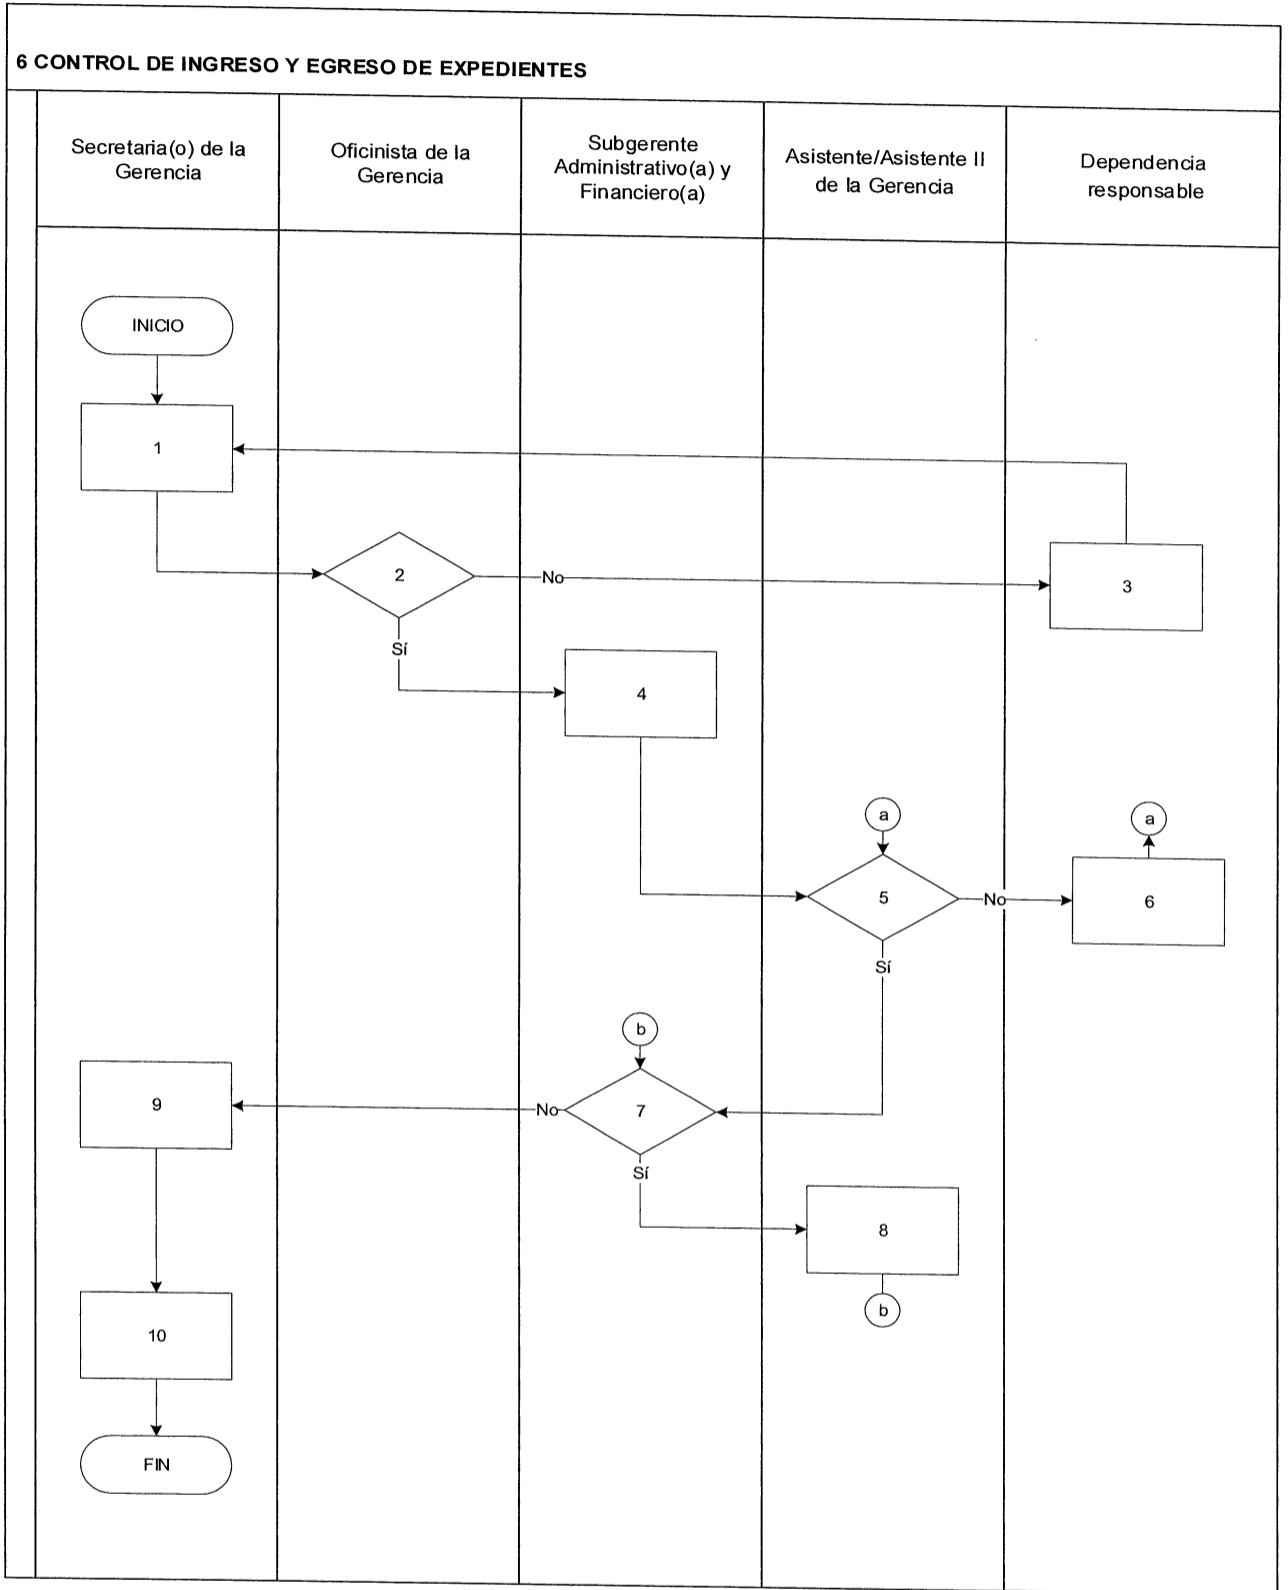 6 CONTROL DE INGRESO Y EGRESO DE EXPEDIENTES
Secretaria(o) de la
Gerencia
Oficinista de la
Gerencia
Subgerente
Administrativo(a) y
Financiero(a)
Asistente/Asistente II
de la Gerencia
Dependencia
responsable
INICIO
1
2
No
3
Sí
4
a
a
5
No
6
Sí
b
9
No
7
Sí
8
b
10
FIN